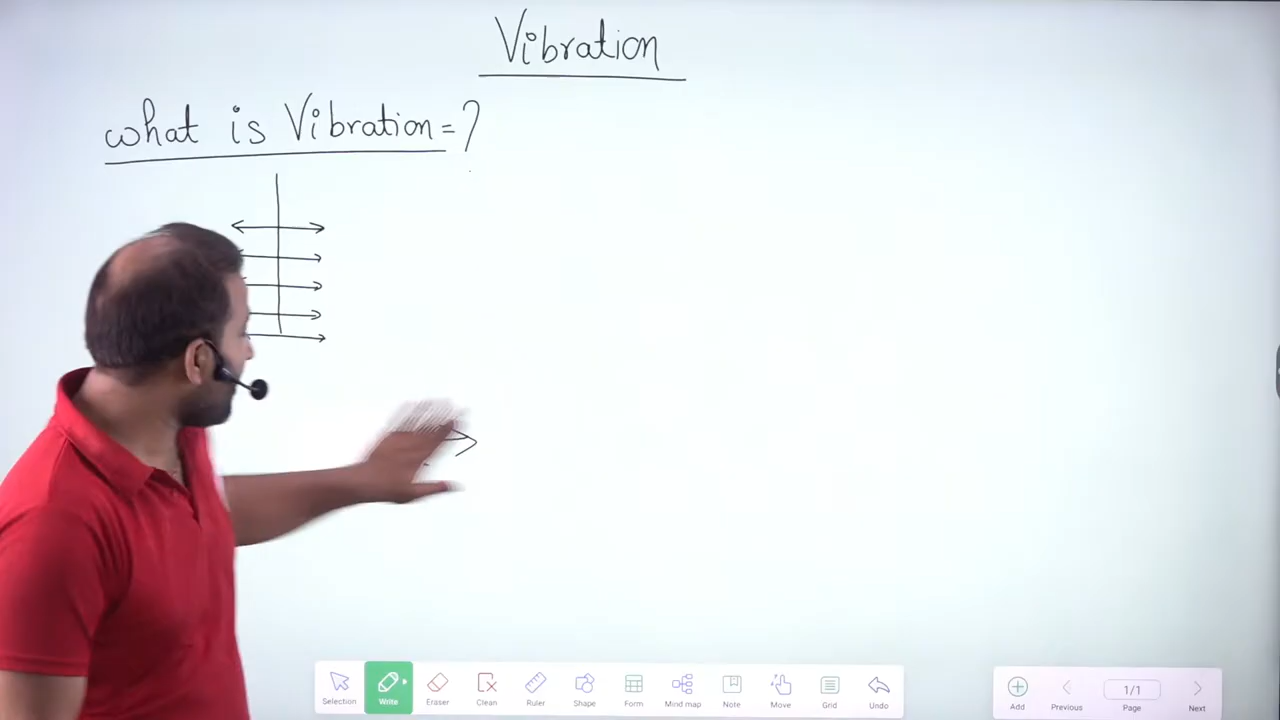 Vibration
what is Vibration = ?
Selection
Write
Eraser
Clean
Ruler
Shape
Form
Mind map
Note
Move
Grid
Undo
Add
Previous
1/1
Page
Next